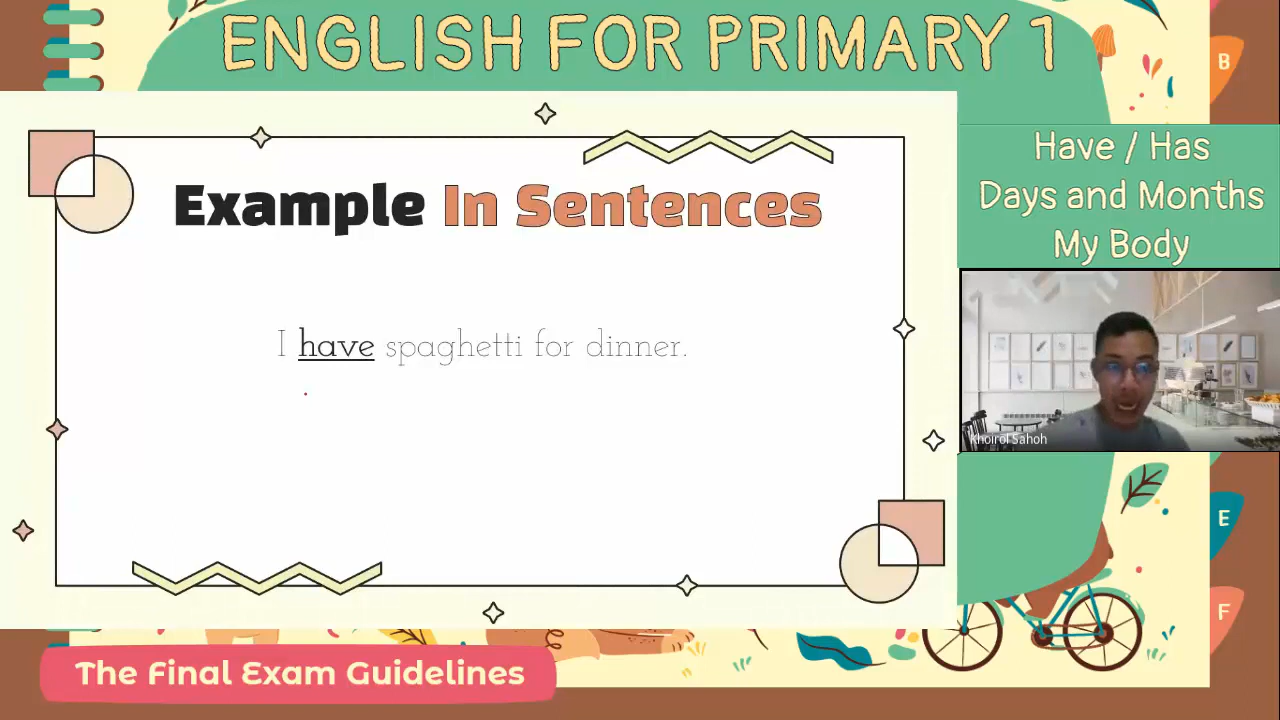 ENGLISH FOR PRIMARY 1
B
Have / Has
Days and Months
My Body
Example In Sentences
I have spaghetti for dinner.
Khoirol Sahoh
E
F
The Final Exam Guidelines